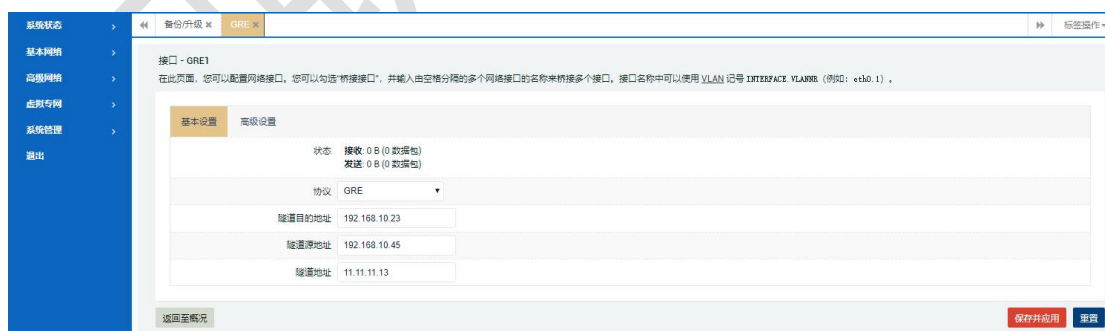 系统状态
基本网络
高级网络
虚拟专网
系统管理
退出
备份/升级 ×
GRE ×
标签操作
接口 - GRE1
在此页面，您可以配置网络接口。您可以勾选"桥接接口"，并输入由空格分隔的多个网络接口的名称来桥接多个接口。接口名称中可以使用 VLAN 记号 INTERFACE.VLANNR (例如: eth0.1) 。
基本设置
高级设置
状态 接收: 0 B (0 数据包)
发送: 0 B (0 数据包)
协议 GRE
隧道目的地址 192.168.10.23
隧道源地址 192.168.10.45
隧道地址 11.11.11.13
返回至概况
保存并应用
重置